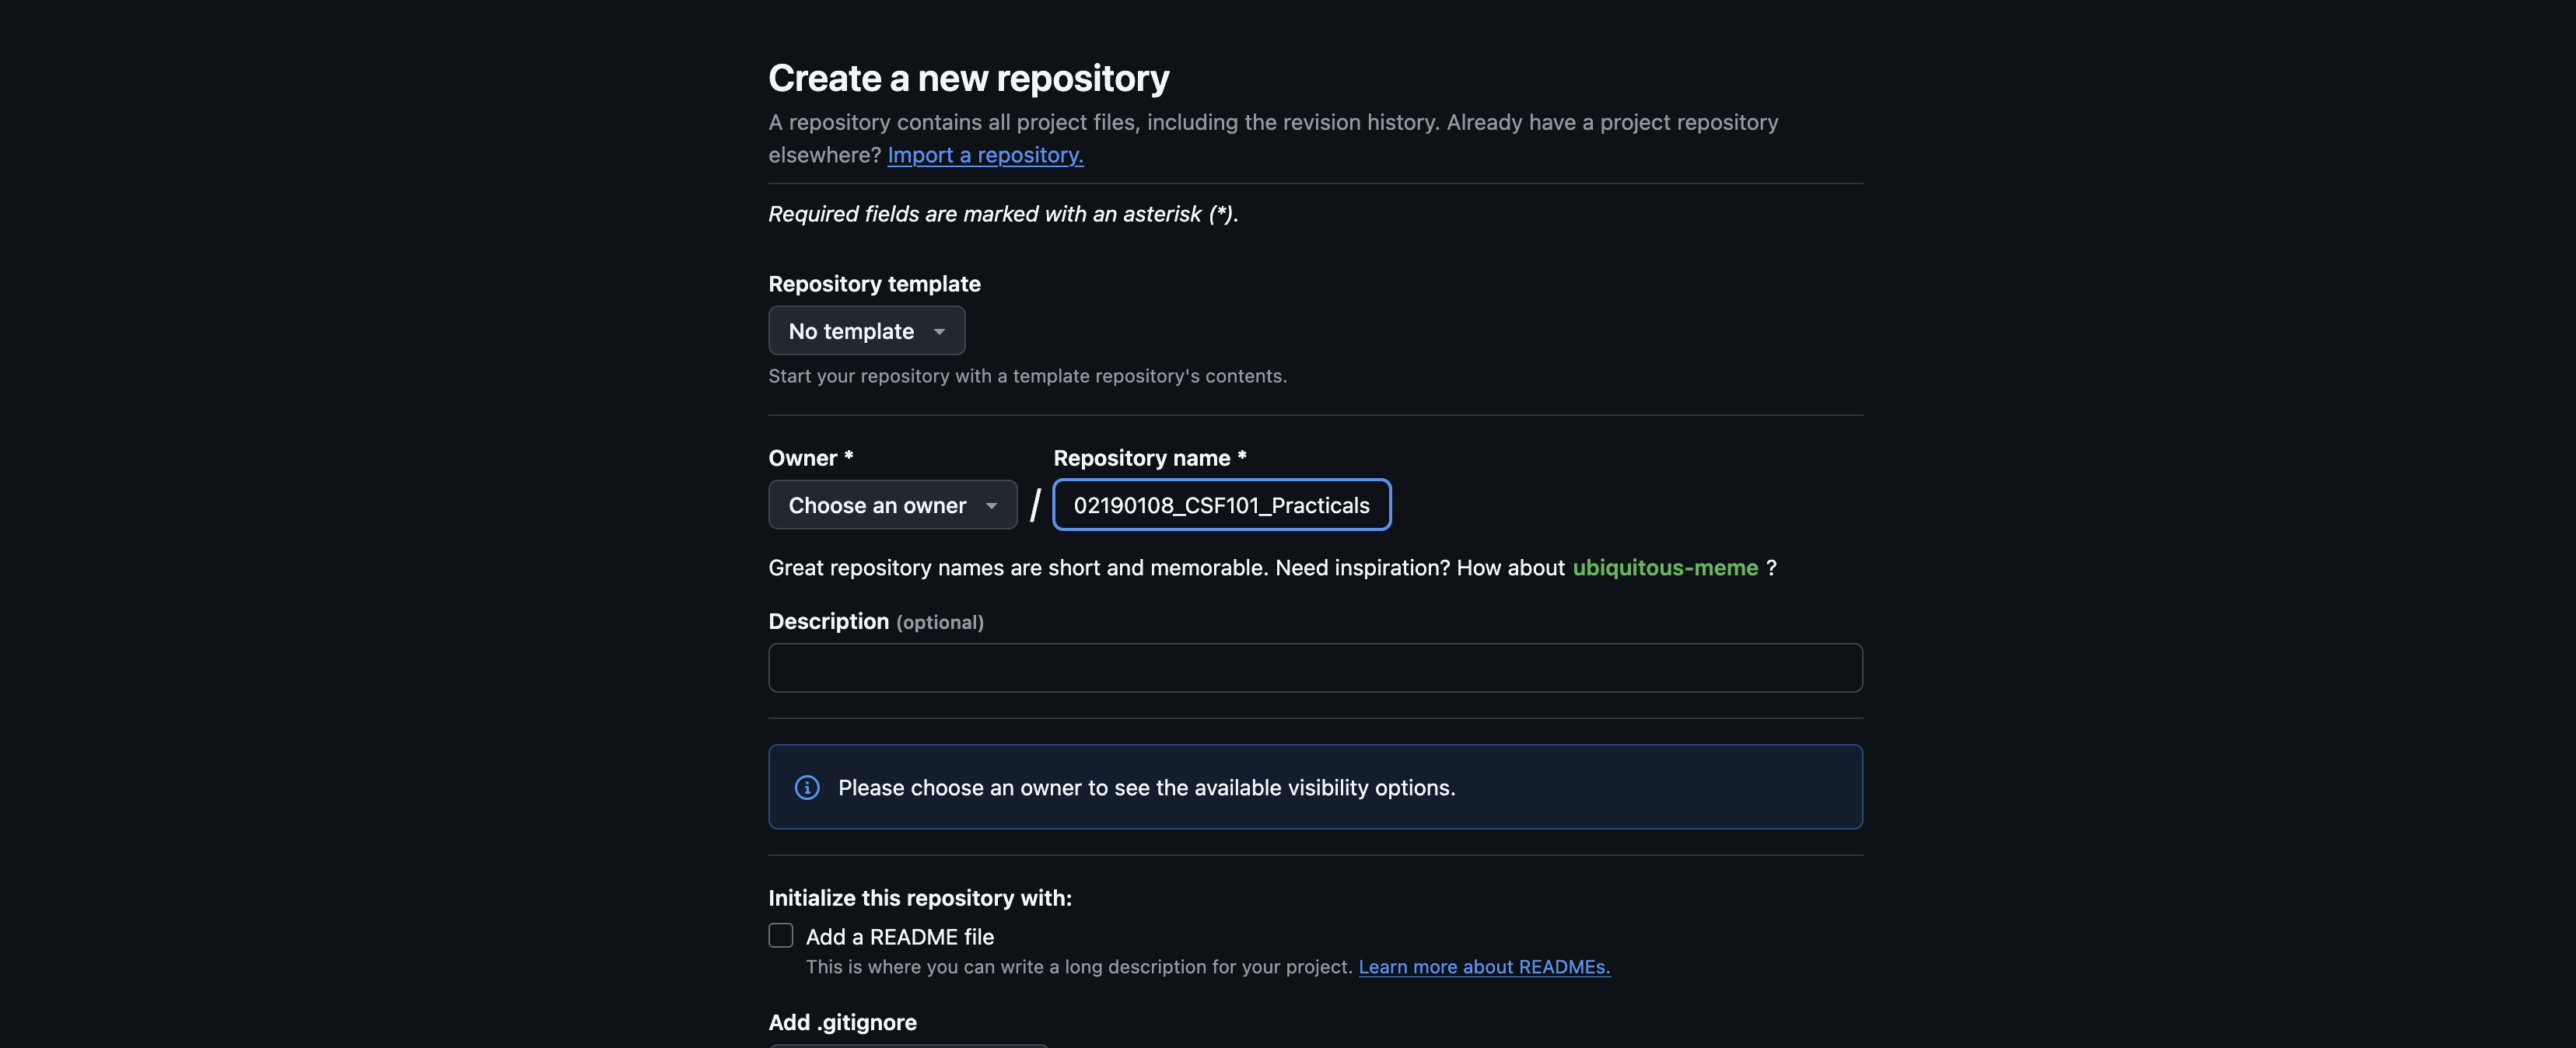 Create a new repository
A repository contains all project files, including the revision history. Already have a project repository
elsewhere? Import a repository.
Required fields are marked with an asterisk (*).
Repository template
No template
Start your repository with a template repository's contents.
Owner *
Repository name *
Choose an owner
/
02190108_CSF101_Practicals
Great repository names are short and memorable. Need inspiration? How about ubiquitous-meme ?
Description (optional)
Please choose an owner to see the available visibility options.
Initialize this repository with:
Add a README file
This is where you can write a long description for your project. Learn more about READMEs.
Add .gitignore